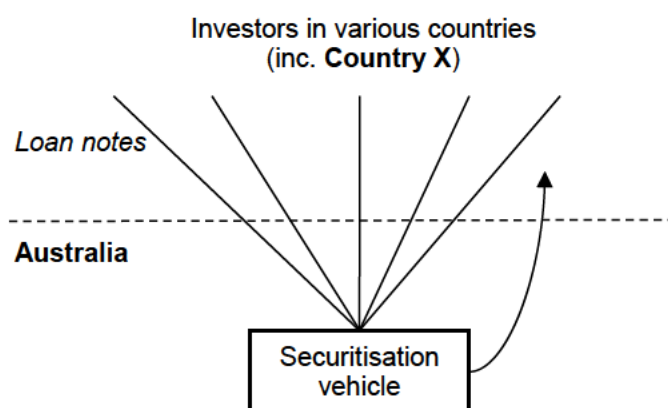 Investors in various countries
(inc. Country X)
Loan notes
Australia
Securitisation
vehicle